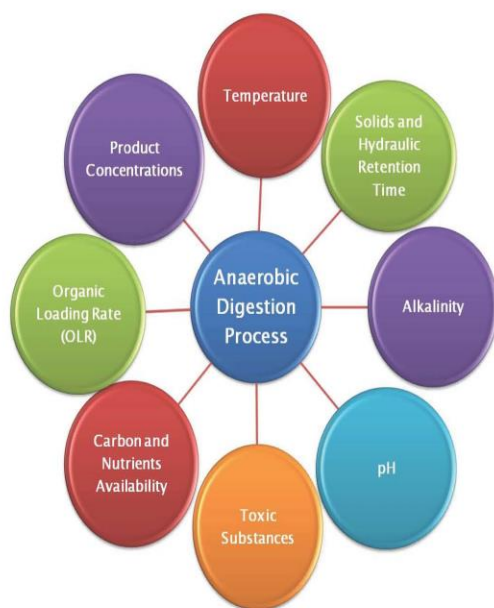 Temperature
Solids and
Hydraulic
Retention
Time
Alkalinity
pH
Toxic
Substances
Carbon and
Nutrients
Availability
Organic
Loading Rate
(OLR)
Product
Concentrations
Anaerobic
Digestion
Process